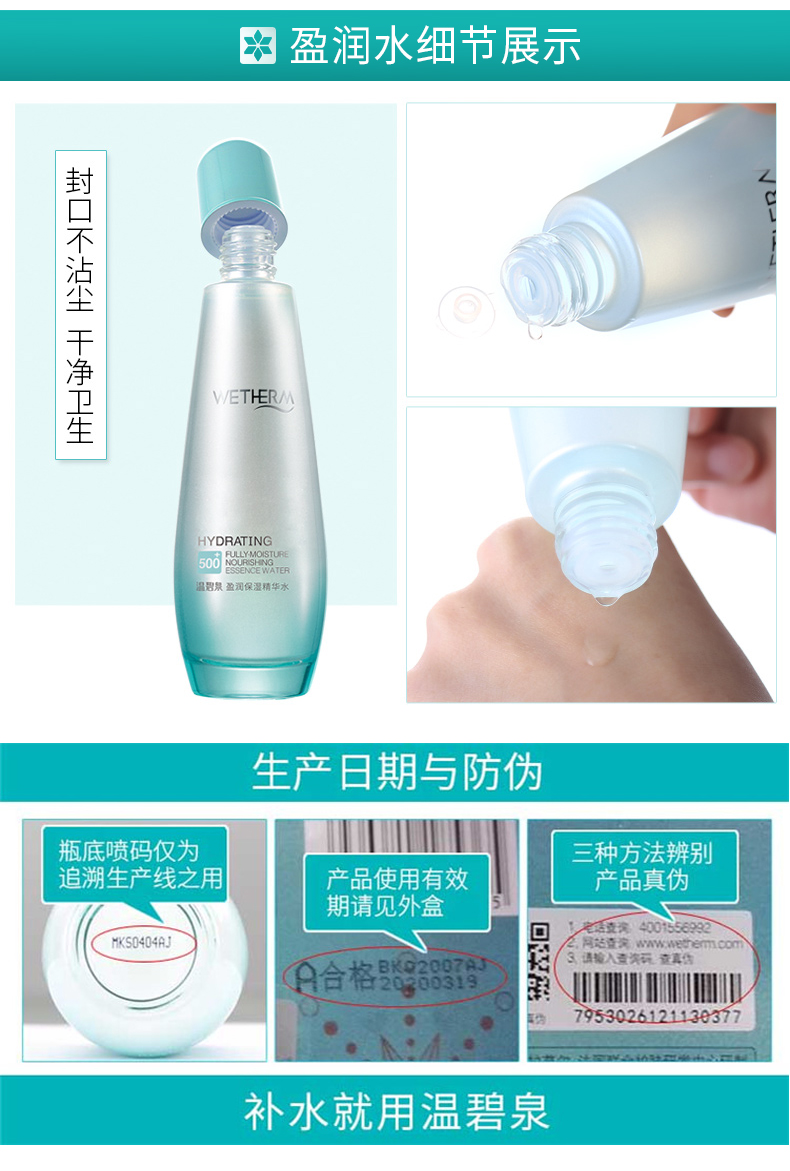 盈润水细节展示
封口不沾尘 干净卫生
WETHERM
HYDRATING
500+
FULLY-MOISTURE
NOURISHING
ESSENCE WATER
温碧泉 盈润保湿精华水
生产日期与防伪
瓶底喷码仅为
追溯生产线之用
MKS0404AJ
产品使用有效
期请见外盒
5
A合格 BK02007AJ
20200319
三种方法辨别
产品真伪
1, 电话查询, 4001556992
2, 网站查询, www.wetherm.com
3, 请输入查询码, 查真伪
7953026121130377
真伪
补水就用温碧泉